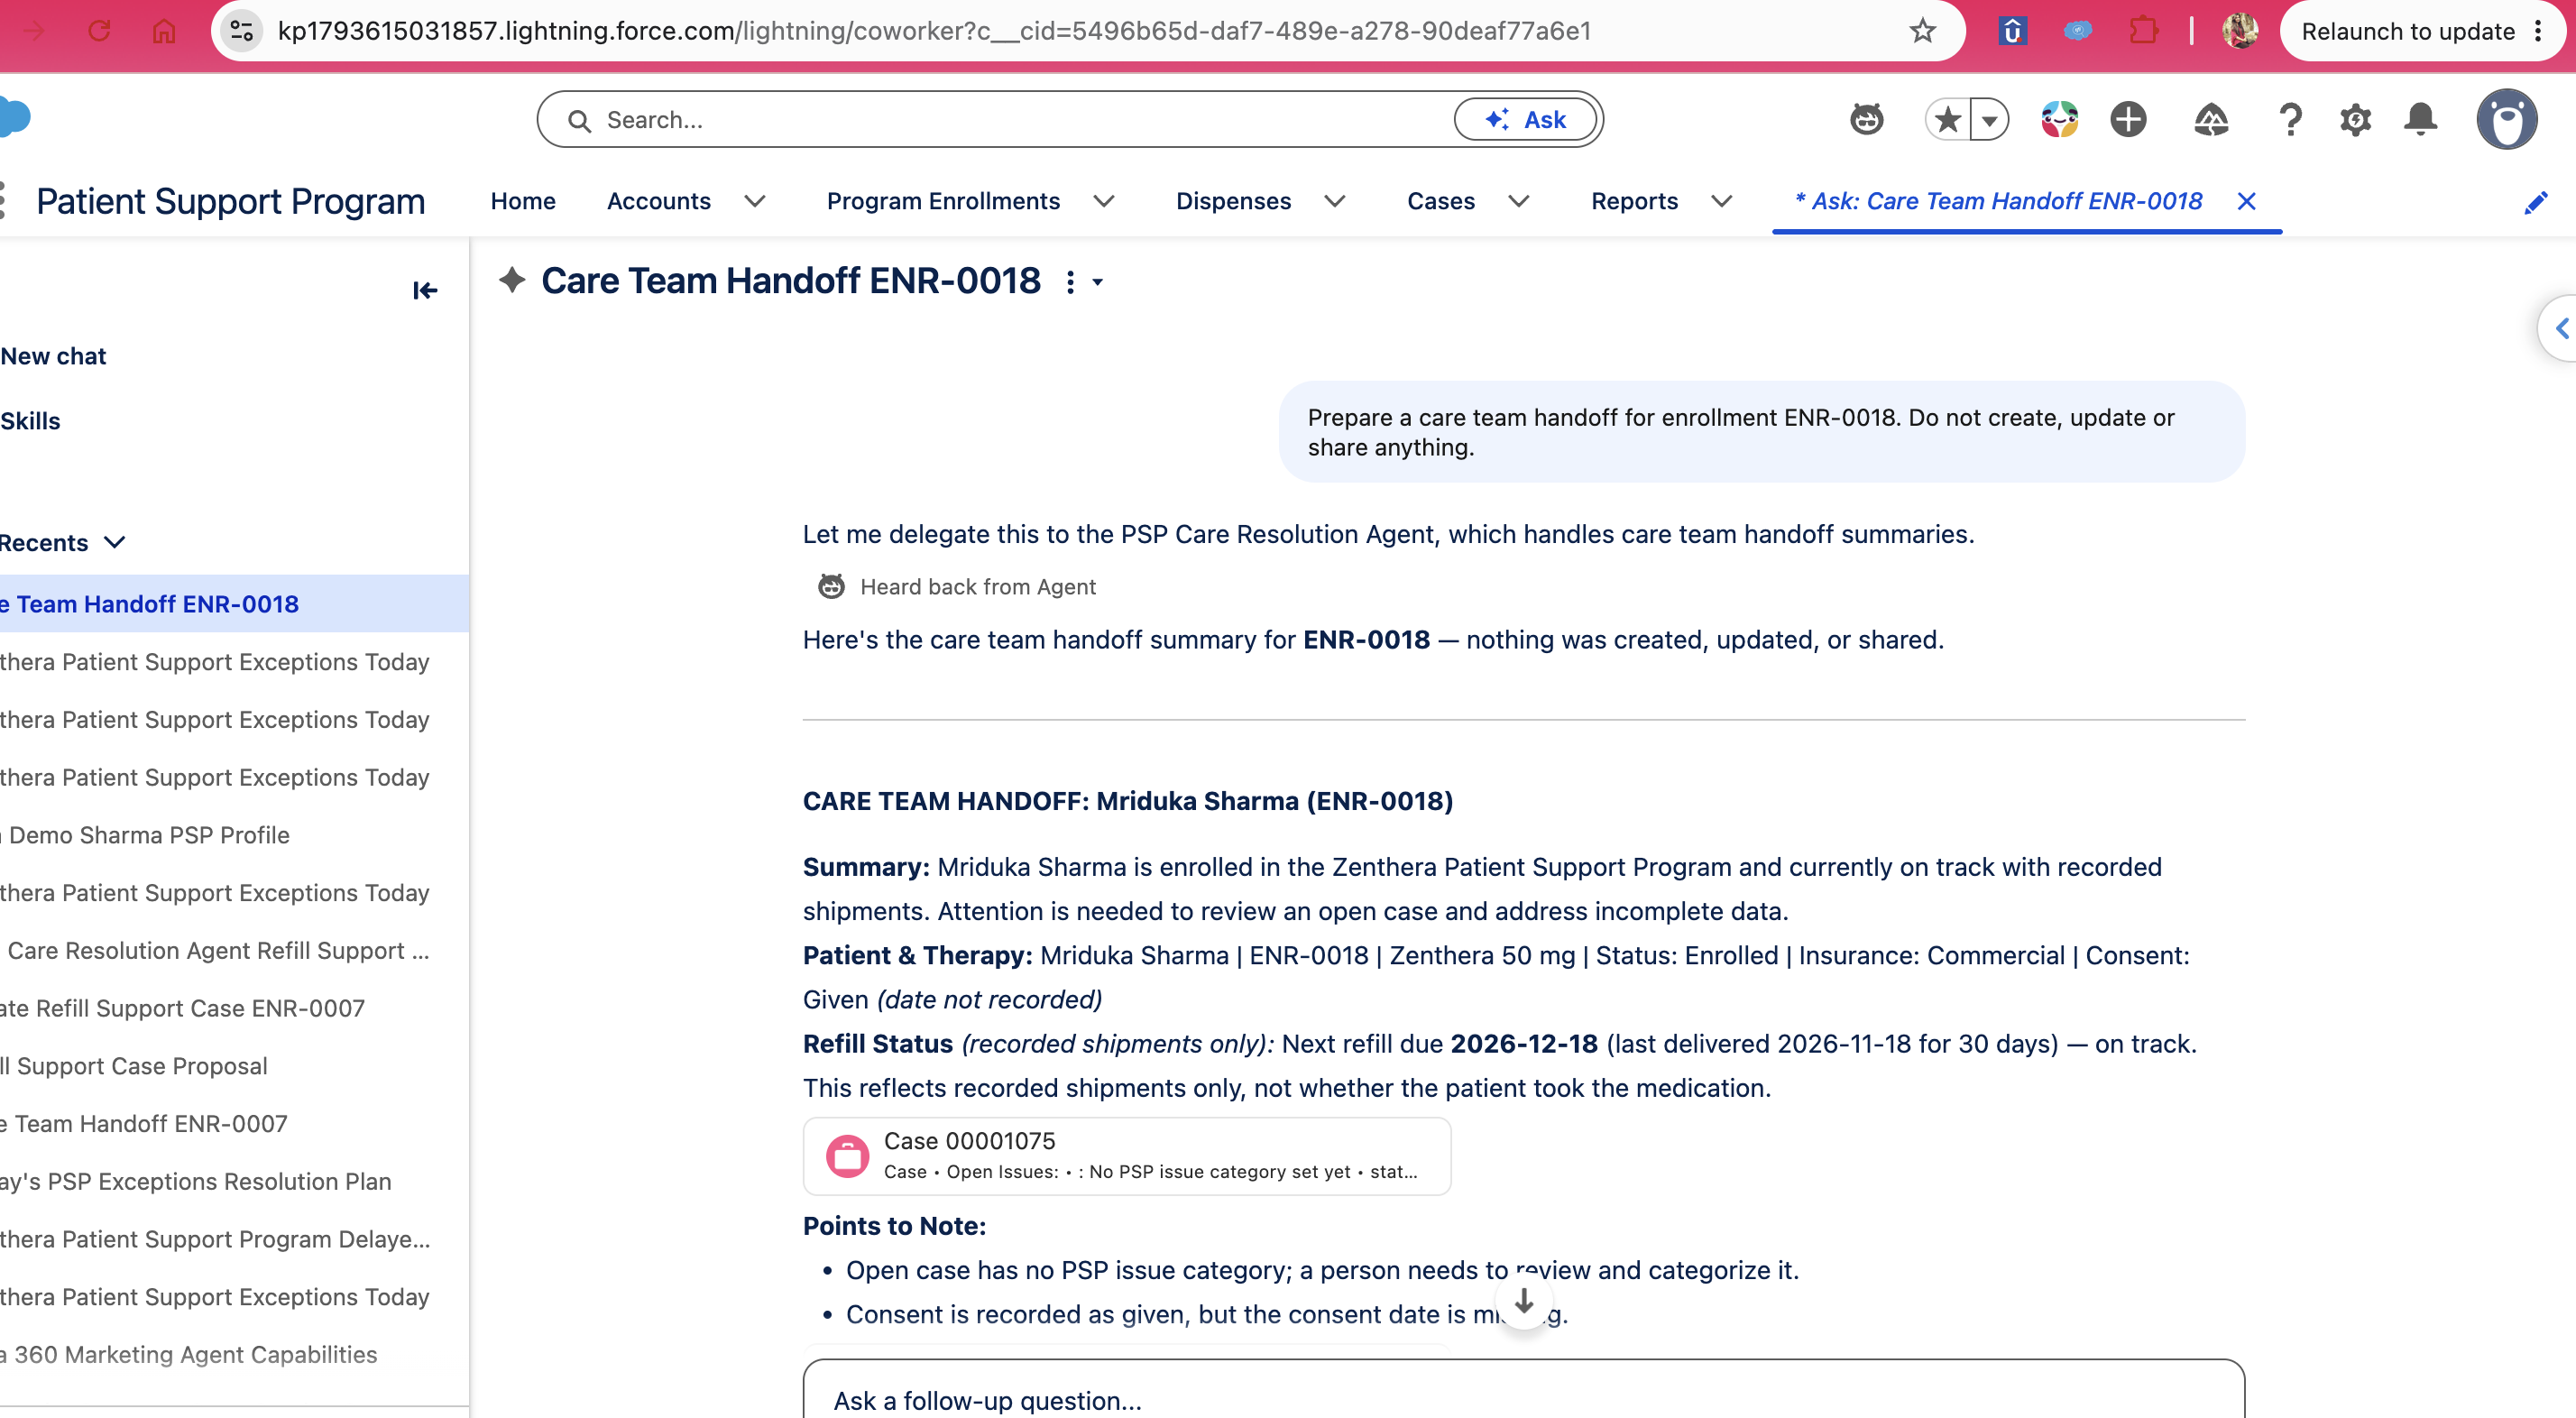 kp1793615031857.lightning.force.com/lightning/coworker?c__cid=5496b65d-daf7-489e-a278-90deaf77a6e1
Relaunch to update
Search...
Ask
Patient Support Program
Home
Accounts
Program Enrollments
Dispenses
Cases
Reports
* Ask: Care Team Handoff ENR-0018
New chat
Skills
Recents
e Team Handoff ENR-0018
thera Patient Support Exceptions Today
thera Patient Support Exceptions Today
thera Patient Support Exceptions Today
Demo Sharma PSP Profile
thera Patient Support Exceptions Today
Care Resolution Agent Refill Support ...
ate Refill Support Case ENR-0007
ll Support Case Proposal
e Team Handoff ENR-0007
ay's PSP Exceptions Resolution Plan
thera Patient Support Program Delaye...
thera Patient Support Exceptions Today
a 360 Marketing Agent Capabilities
Care Team Handoff ENR-0018
Prepare a care team handoff for enrollment ENR-0018. Do not create, update or
share anything.
Let me delegate this to the PSP Care Resolution Agent, which handles care team handoff summaries.
Heard back from Agent
Here's the care team handoff summary for ENR-0018 — nothing was created, updated, or shared.
CARE TEAM HANDOFF: Mriduka Sharma (ENR-0018)
Summary: Mriduka Sharma is enrolled in the Zenthera Patient Support Program and currently on track with recorded
shipments. Attention is needed to review an open case and address incomplete data.
Patient & Therapy: Mriduka Sharma | ENR-0018 | Zenthera 50 mg | Status: Enrolled | Insurance: Commercial | Consent:
Given (date not recorded)
Refill Status (recorded shipments only): Next refill due 2026-12-18 (last delivered 2026-11-18 for 30 days) — on track.
This reflects recorded shipments only, not whether the patient took the medication.
Case 00001075
Case • Open Issues: • : No PSP issue category set yet • stat...
Points to Note:
• Open case has no PSP issue category; a person needs to review and categorize it.
• Consent is recorded as given, but the consent date is
Ask a follow-up question...